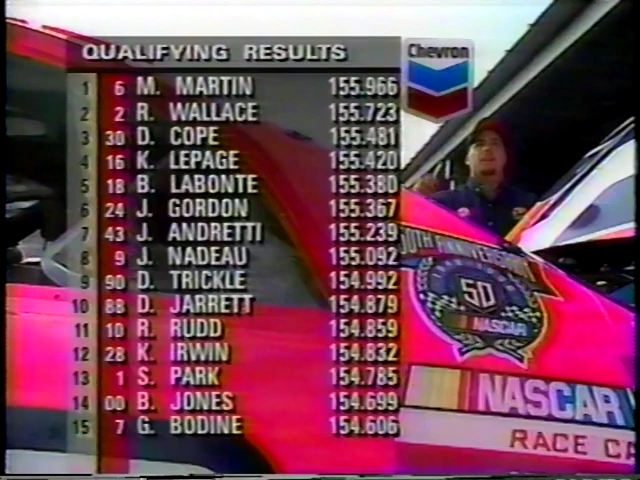 QUALIFYING RESULTS
Chevron
1 6 M. MARTIN 155.966
2 2 R. WALLACE 155.723
3 30 D. COPE 155.481
4 16 K. LEPAGE 155.420
5 18 B. LABONTE 155.380
6 24 J. GORDON 155.367
7 43 J. ANDRETTI 155.239
8 9 J. NADEAU 155.092
9 90 D. TRICKLE 154.992
10 88 D. JARRETT 154.879
11 10 R. RUDD 154.859
12 28 K. IRWIN 154.832
13 1 S. PARK 154.785
14 00 B. JONES 154.699
15 7 G. BODINE 154.606
50TH ANNIVERSARY
50
NASCAR
NASCAR
RACE CA